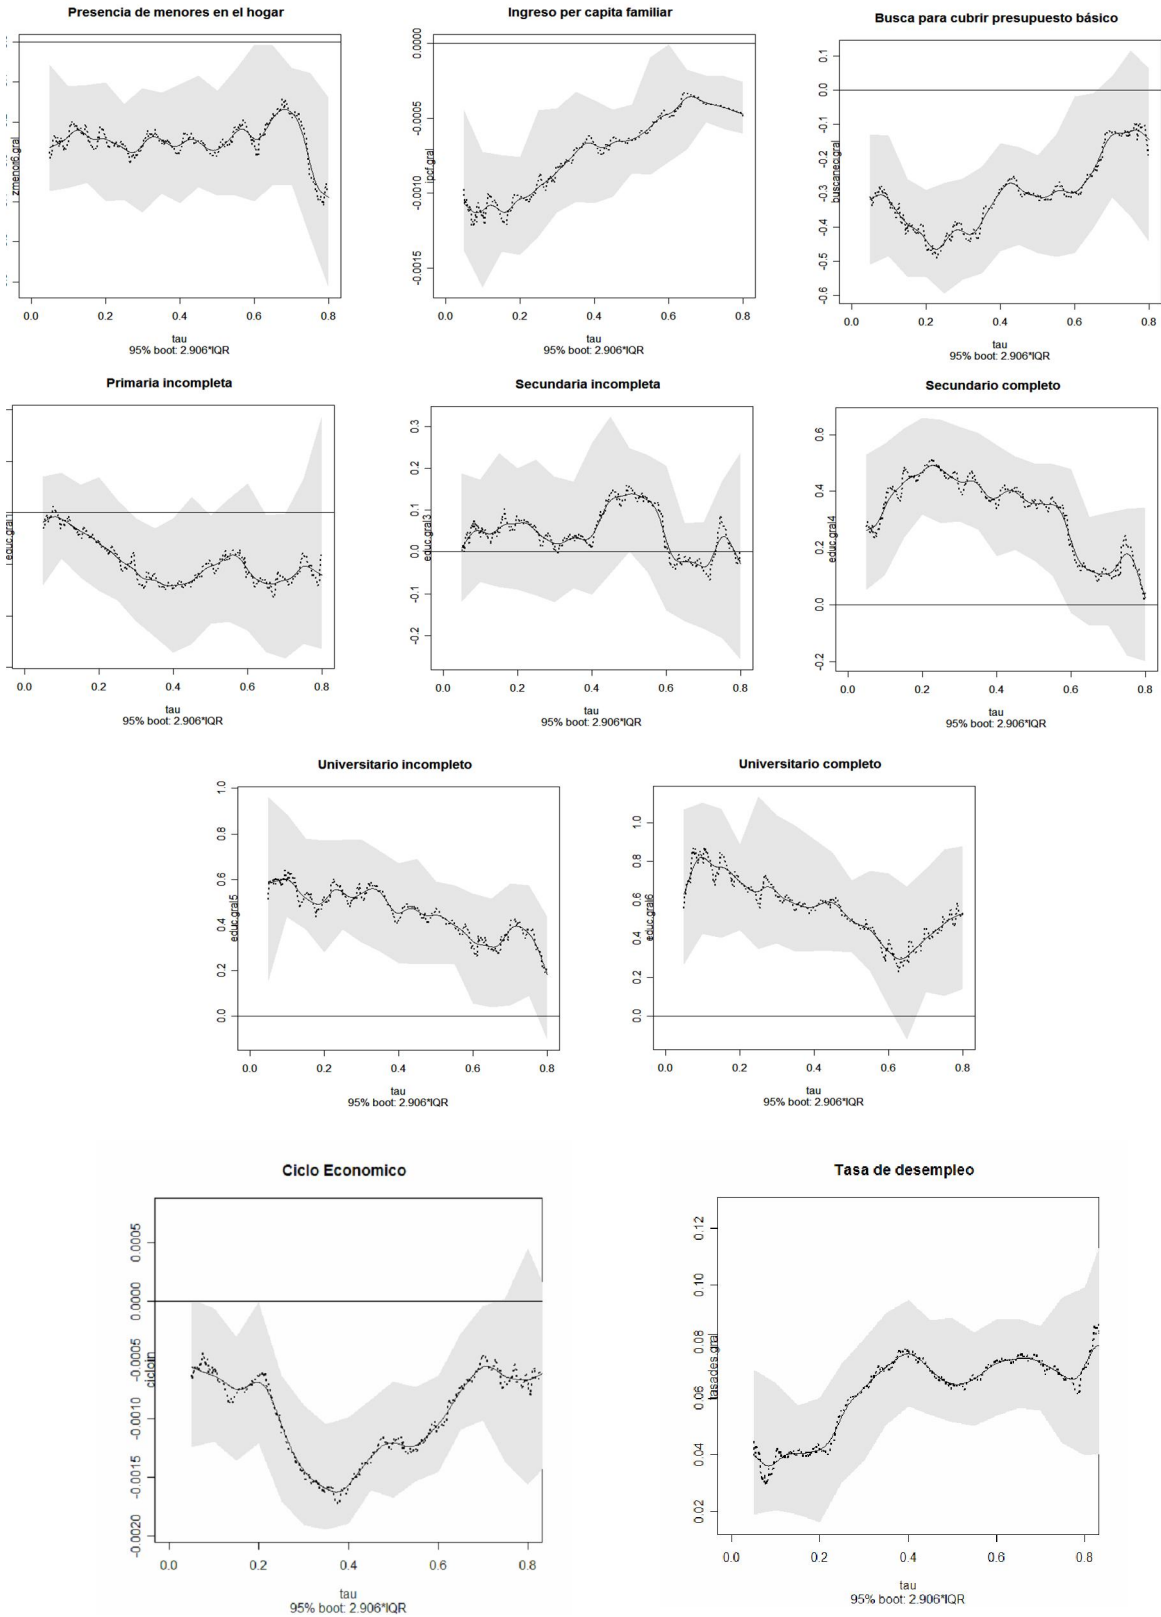 Presencia de menores en el hogar
zmenor6.gral
0.0
0.2
0.4
0.6
0.8
tau
95% boot: 2.906*IQR
Ingreso per capita familiar
ipcf.gral
0.0000
-0.0005
-0.0010
-0.0015
0.0
0.2
0.4
0.6
0.8
tau
95% boot: 2.906*IQR
Busca para cubrir presupuesto básico
buscanec.gral
0.1
0.0
-0.1
-0.2
-0.3
-0.4
-0.5
-0.6
0.0
0.2
0.4
0.6
0.8
tau
95% boot: 2.906*IQR
Primaria incompleta
educ.gral1
0.0
0.2
0.4
0.6
0.8
tau
95% boot: 2.906*IQR
Secundaria incompleta
educ.gral3
0.3
0.2
0.1
0.0
-0.1
-0.2
0.0
0.2
0.4
0.6
0.8
tau
95% boot: 2.906*IQR
Secundario completo
educ.gral4
0.6
0.4
0.2
0.0
-0.2
0.0
0.2
0.4
0.6
0.8
tau
95% boot: 2.906*IQR
Universitario incompleto
educ.gral5
1.0
0.8
0.6
0.4
0.2
0.0
0.0
0.2
0.4
0.6
0.8
tau
95% boot: 2.906*IQR
Universitario completo
educ.gral6
1.0
0.8
0.6
0.4
0.2
0.0
0.0
0.2
0.4
0.6
0.8
tau
95% boot: 2.906*IQR
Ciclo Economico
0.0005
0.0000
-0.0005
-0.0010
-0.0015
-0.0020
0.0
0.2
0.4
0.6
0.8
tau
95% boot: 2.906*IQR
Tasa de desempleo
tasades.gral
0.12
0.10
0.08
0.06
0.04
0.02
0.0
0.2
0.4
0.6
0.8
tau
95% boot: 2.906*IQR